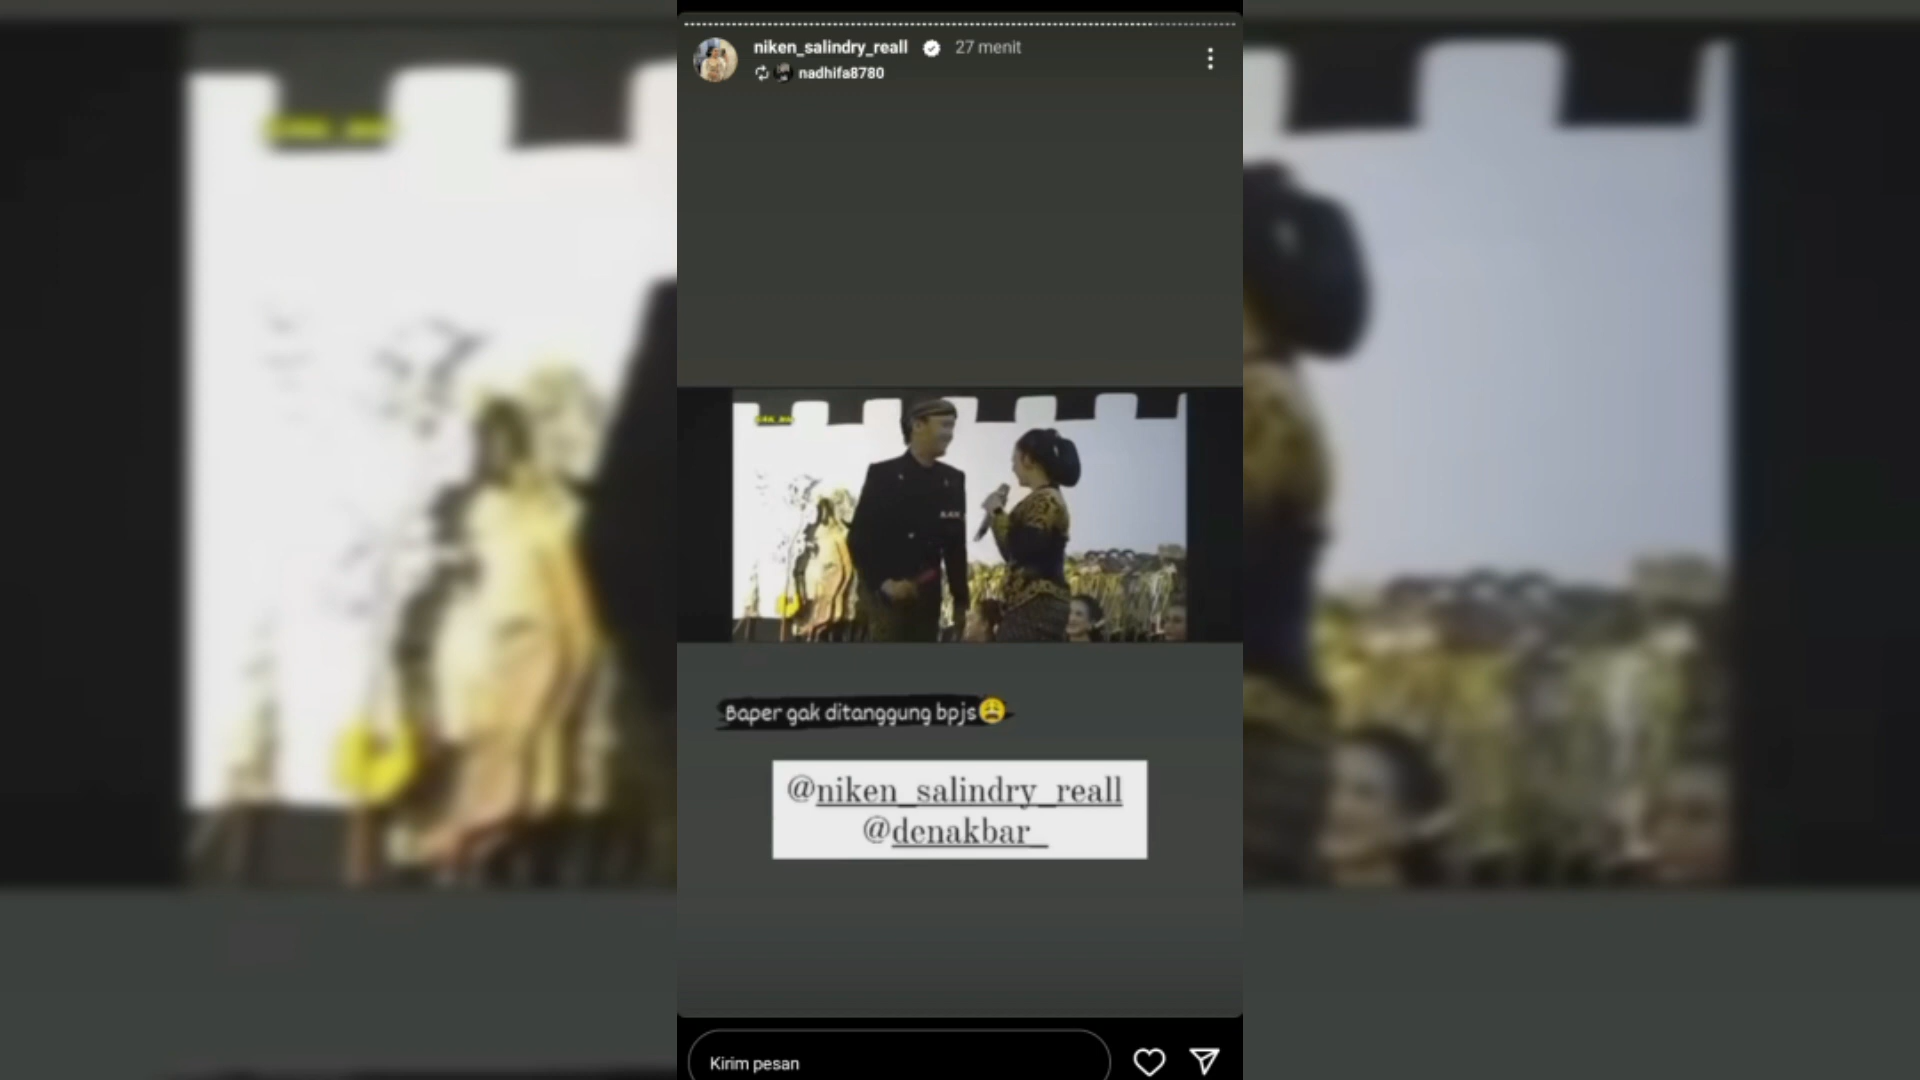 niken_salindry_reall 27 menit
nadhifa8780
Baper gak ditanggung bpjs😩
@niken_salindry_reall
@denakbar_
Kirim pesan